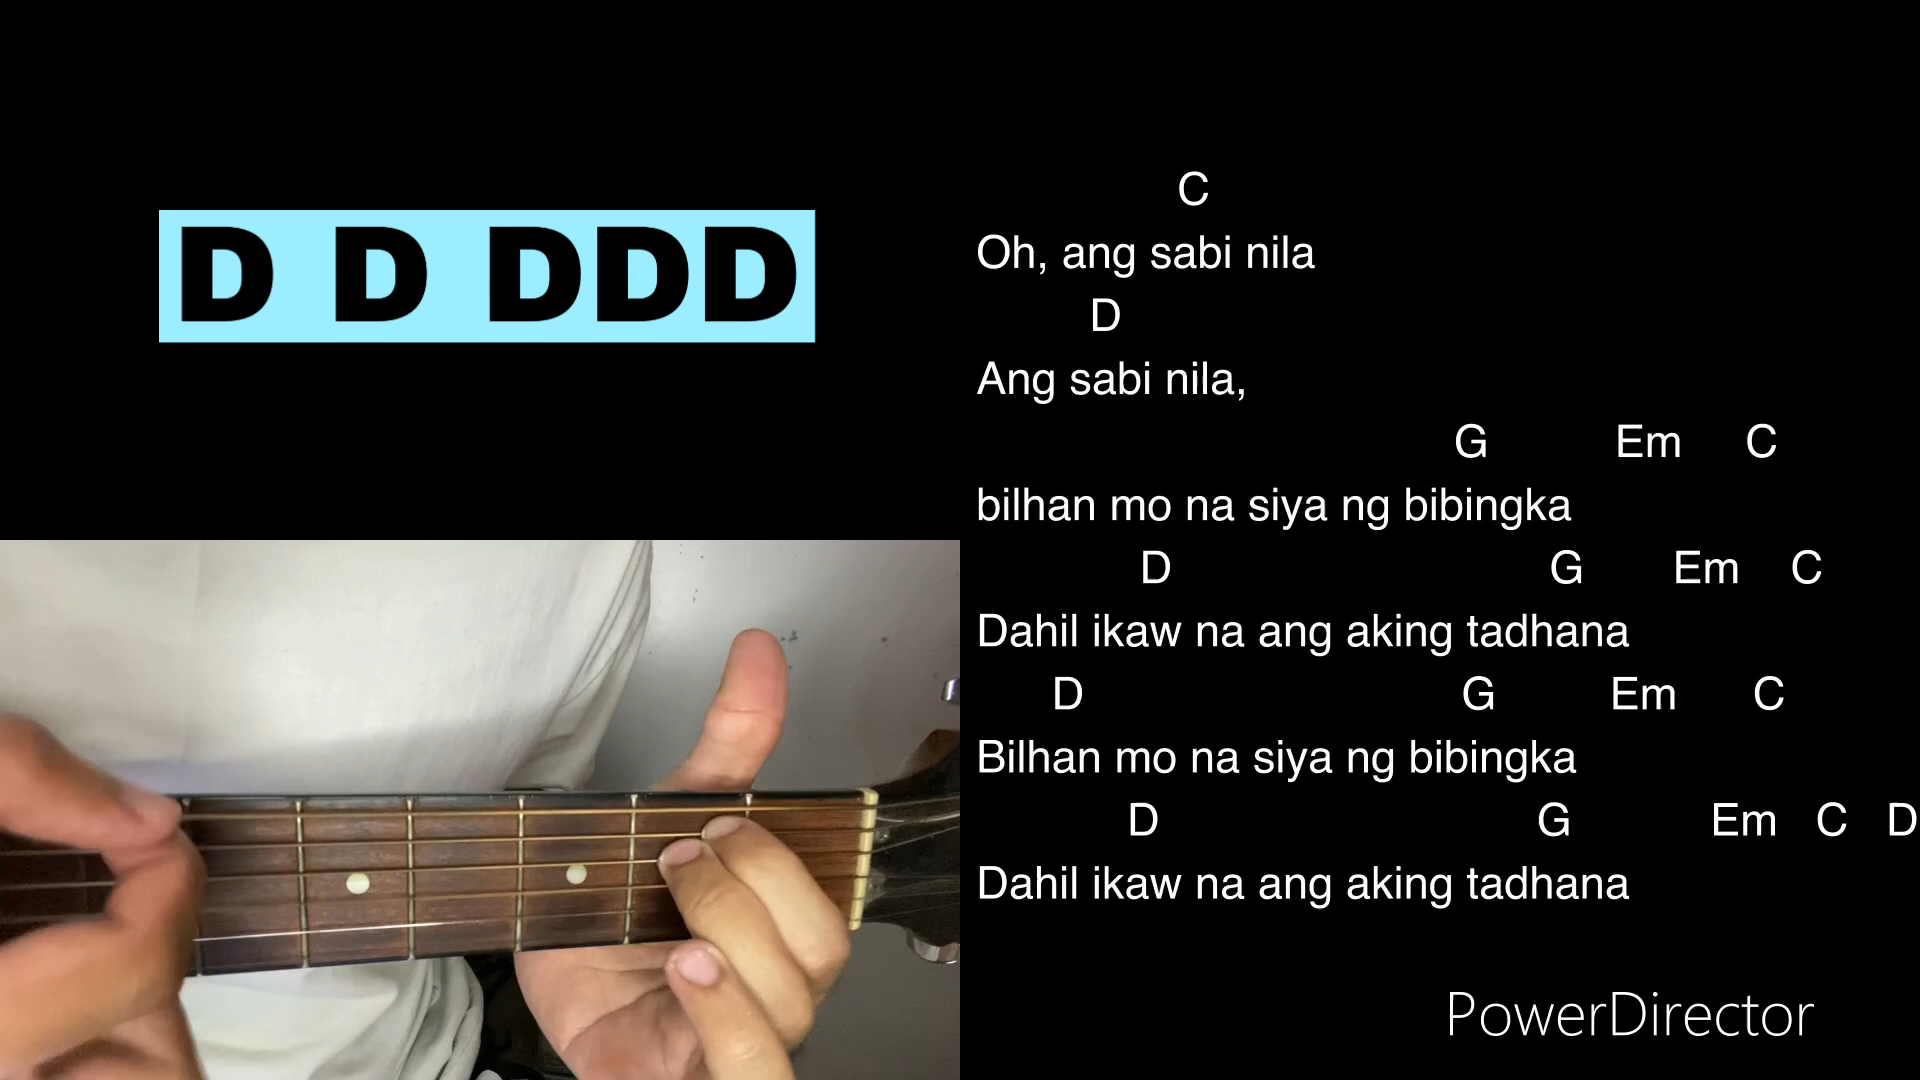 D D DDD
C
Oh, ang sabi nila
D
Ang sabi nila,
G Em C
bilhan mo na siya ng bibingka
D G Em C
Dahil ikaw na ang aking tadhana
D G Em C
Bilhan mo na siya ng bibingka
D G Em C D
Dahil ikaw na ang aking tadhana
PowerDirector